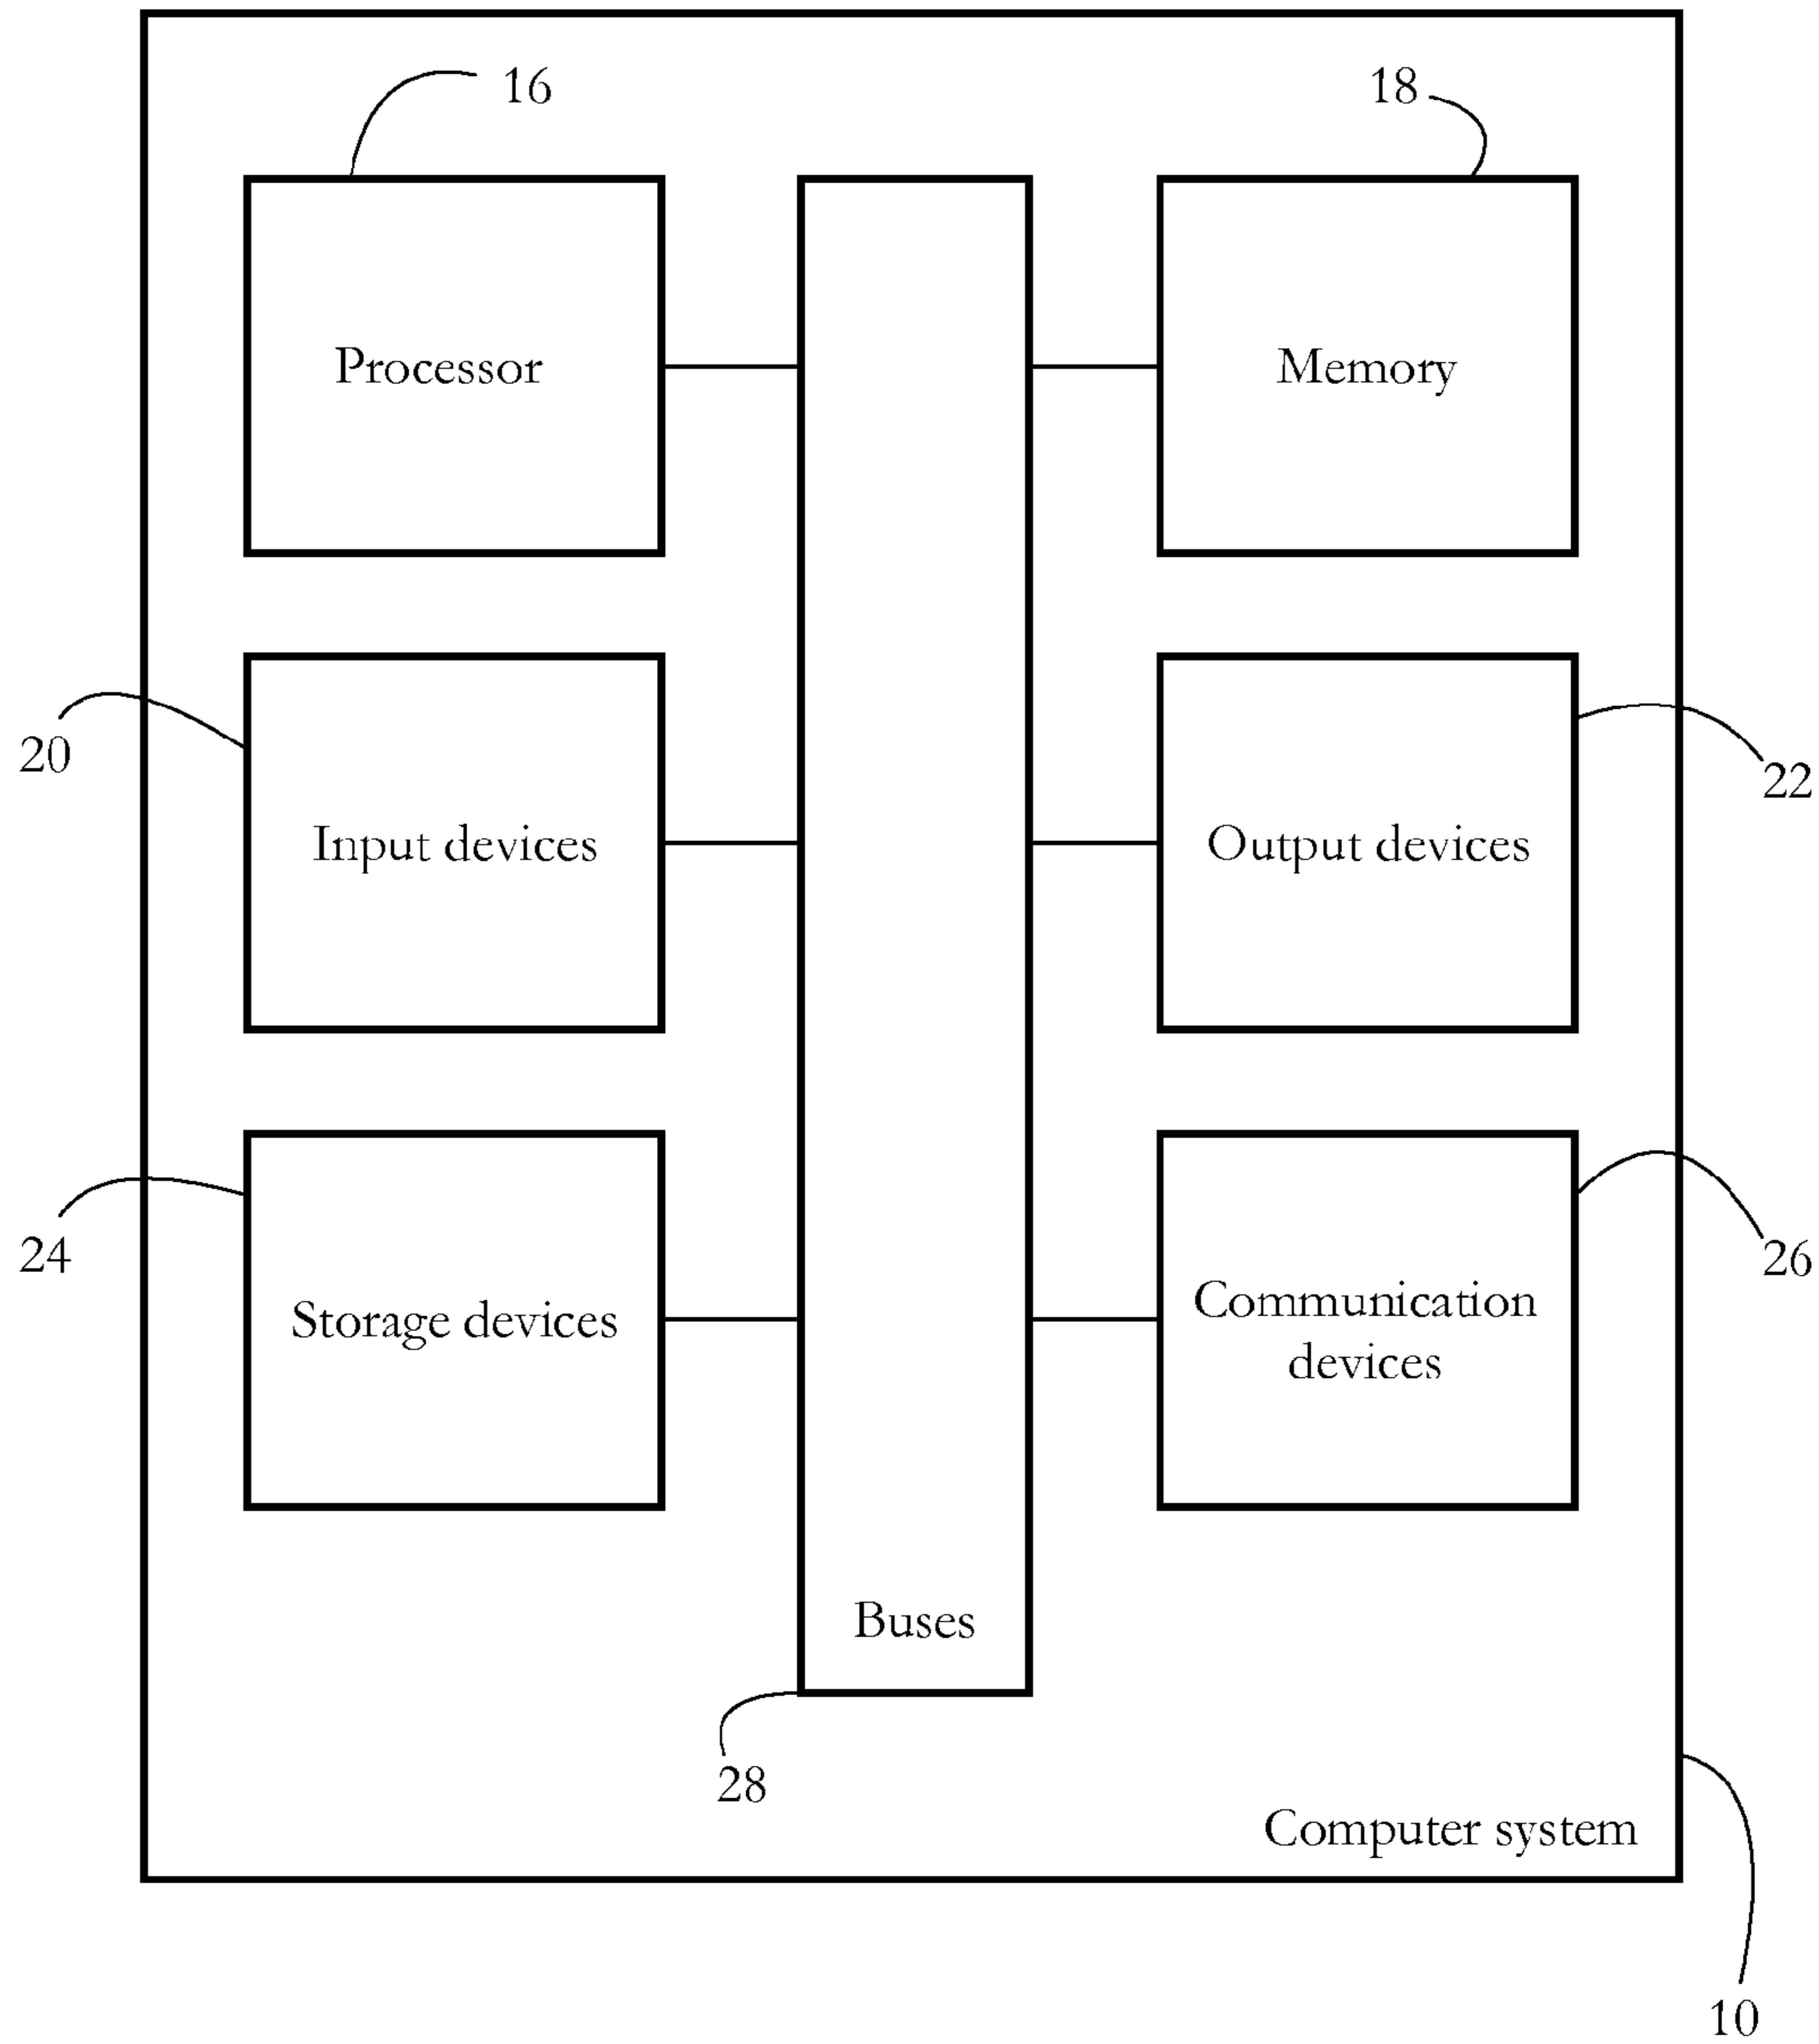 16
18
Processor
Memory
20
22
Input devices
Output devices
24
26
Storage devices
Communication
devices
Buses
28
Computer system
10